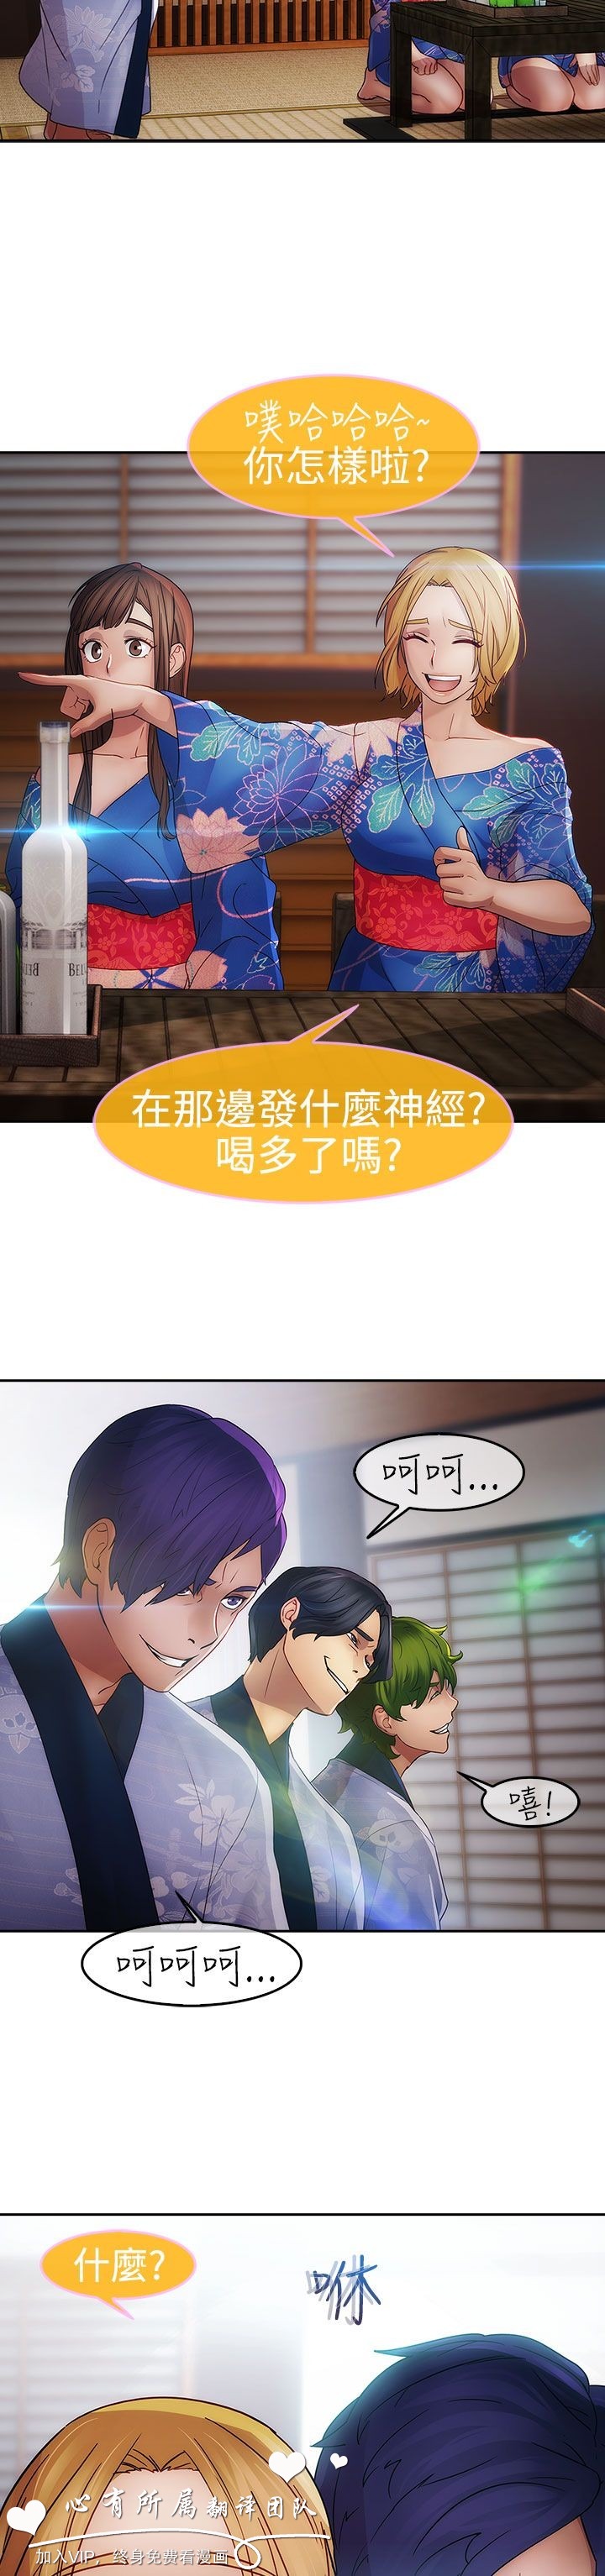 噗哈哈哈~
你怎樣啦?
BEL
在那邊發什麼神經?
喝多了嗎?
呵呵...
嘻!
呵呵呵...
什麼?
咻
心有所属翻译团队
加入VIP，终身免费看漫画